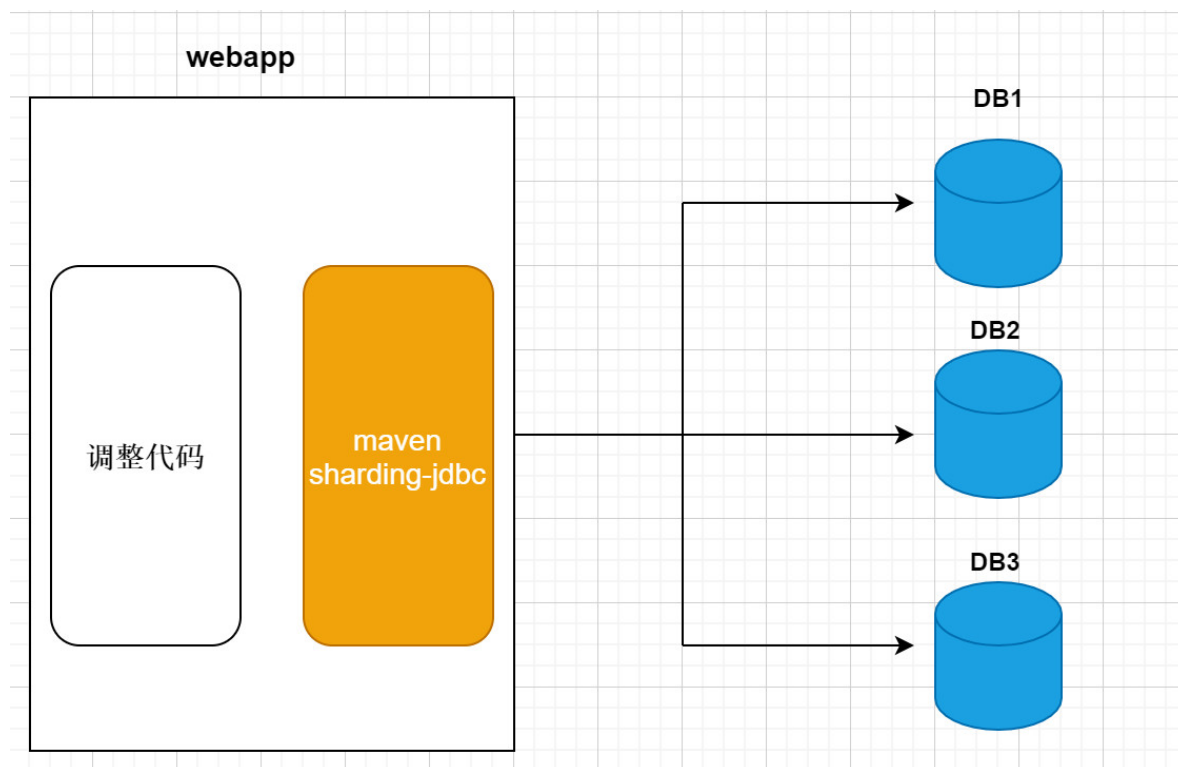 webapp
DB1
DB2
调整代码
maven
sharding-jdbc
DB3